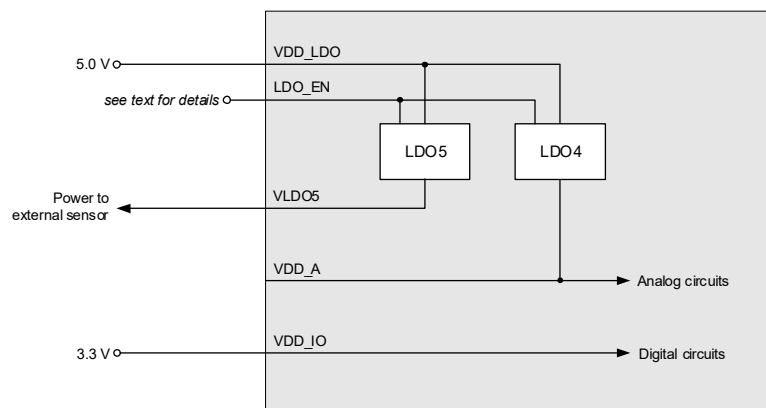 VDD_LDO
5.0 V
LDO_EN
see text for details
LDO5
LDO4
VLDO5
Power to
external sensor
VDD_A
Analog circuits
VDD_IO
3.3 V
Digital circuits